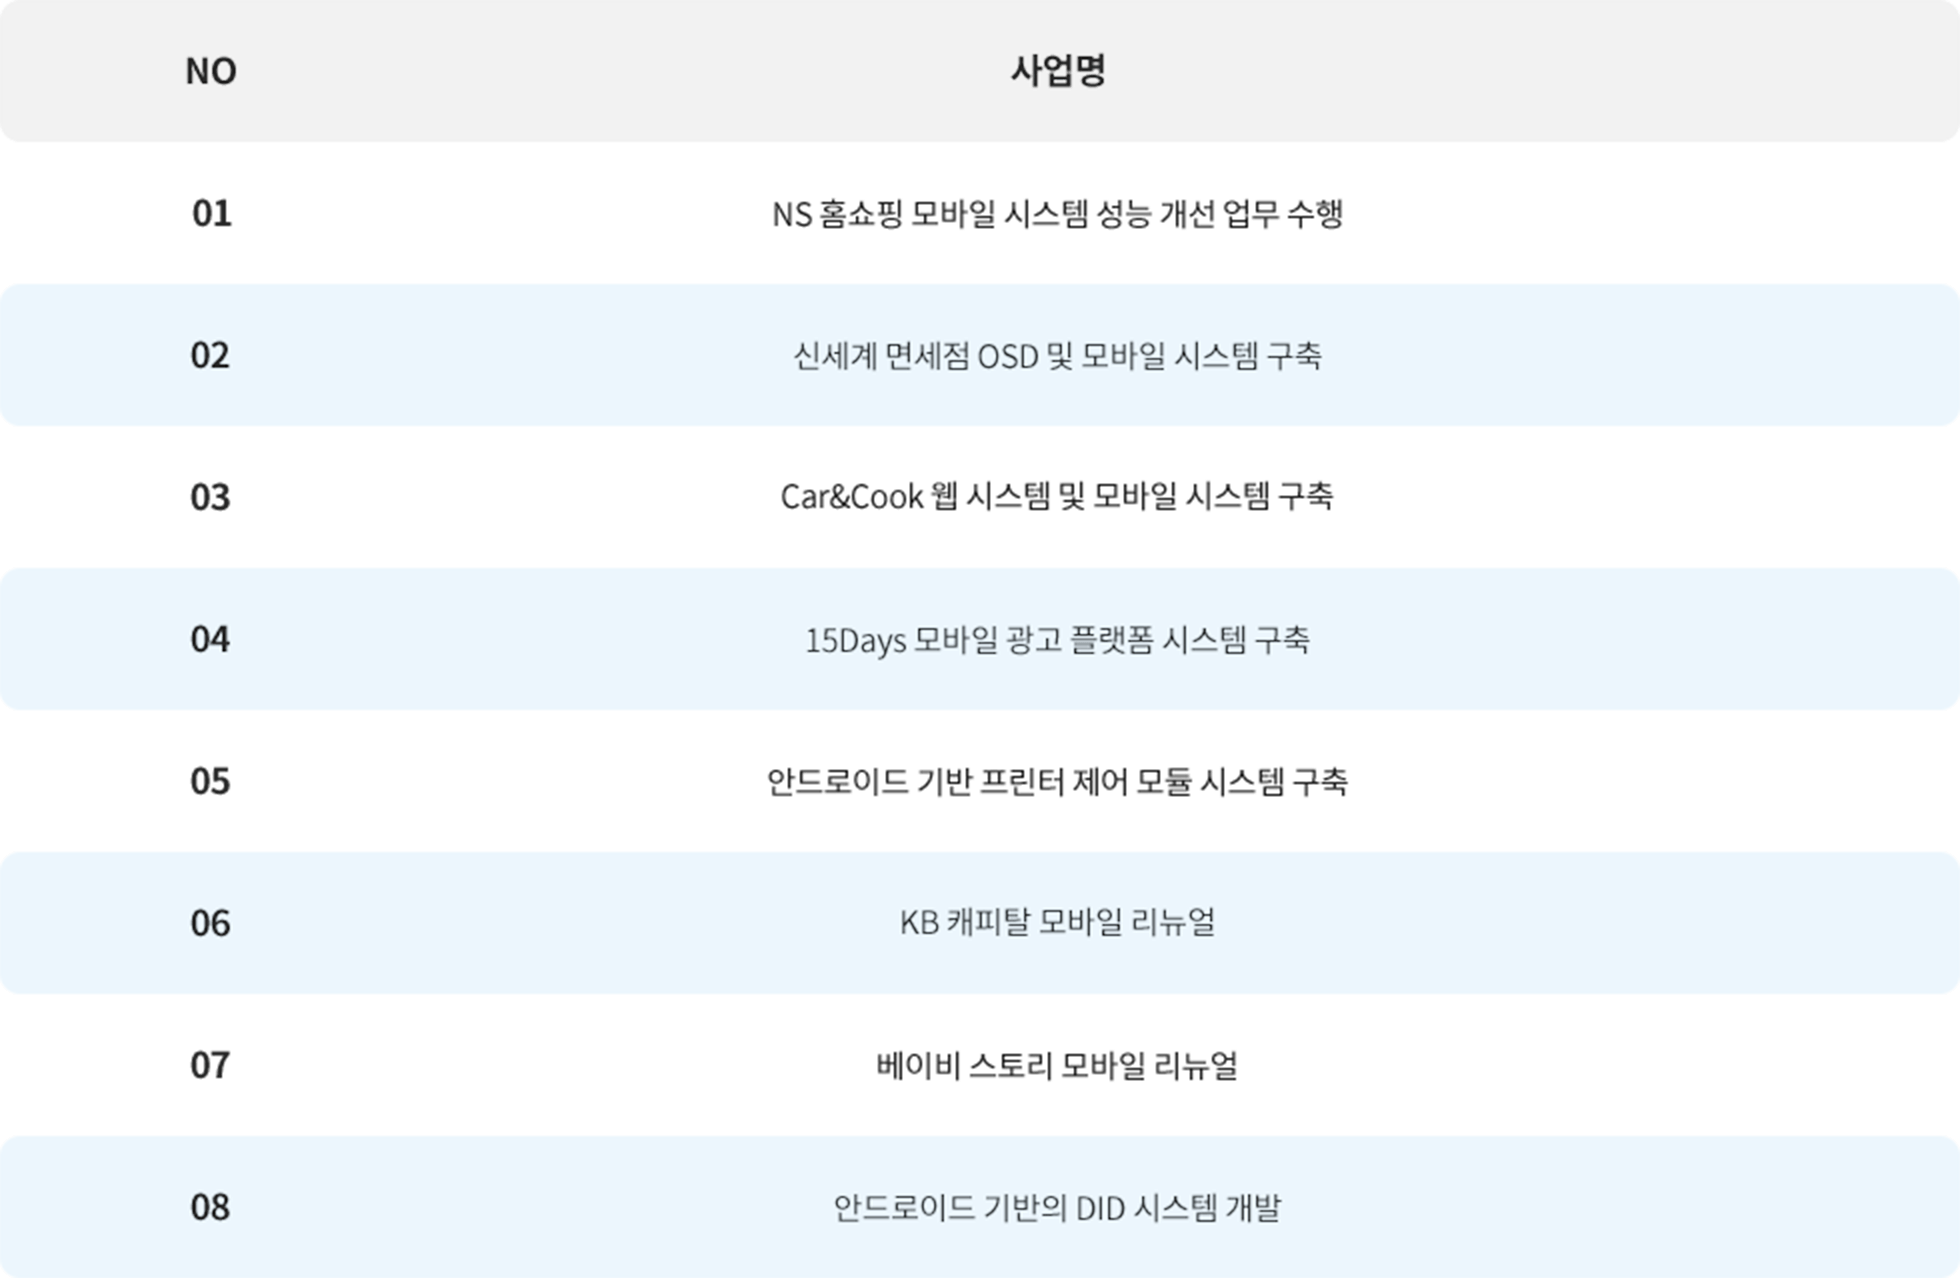 NO 사업명
01 NS 홈쇼핑 모바일 시스템 성능 개선 업무 수행
02 신세계 면세점 OSD 및 모바일 시스템 구축
03 Car&Cook 웹 시스템 및 모바일 시스템 구축
04 15Days 모바일 광고 플랫폼 시스템 구축
05 안드로이드 기반 프린터 제어 모듈 시스템 구축
06 KB 캐피탈 모바일 리뉴얼
07 베이비 스토리 모바일 리뉴얼
08 안드로이드 기반의 DID 시스템 개발